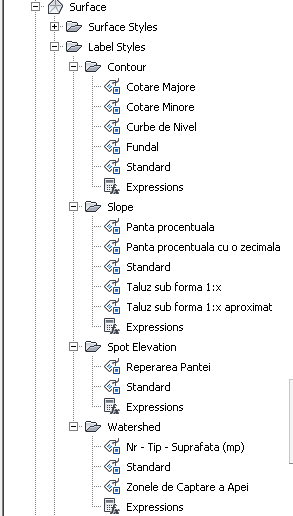 Surface
Surface Styles
Label Styles
Contour
Cotare Majore
Cotare Minore
Curbe de Nivel
Fundal
Standard
Expressions
Slope
Panta procentuala
Panta procentuala cu o zecimala
Standard
Taluz sub forma 1:x
Taluz sub forma 1:x aproximat
Expressions
Spot Elevation
Reperarea Pantei
Standard
Expressions
Watershed
Nr - Tip - Suprafata (mp)
Standard
Zonele de Captare a Apei
Expressions